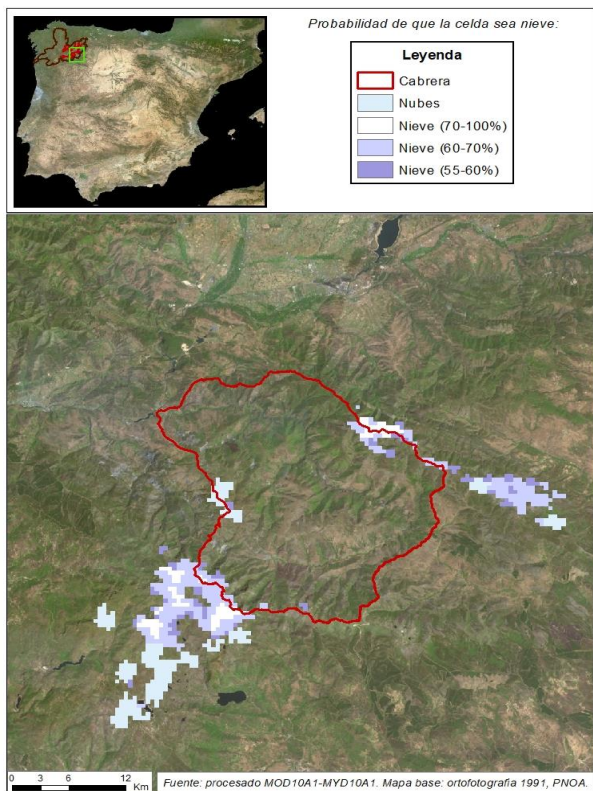 Probabilidad de que la celda sea nieve:
Leyenda
Cabrera
Nubes
Nieve (70-100%)
Nieve (60-70%)
Nieve (55-60%)
0 3 6 12
Km
Fuente: procesado MOD10A1-MYD10A1. Mapa base: ortofotografia 1991, PNOA.